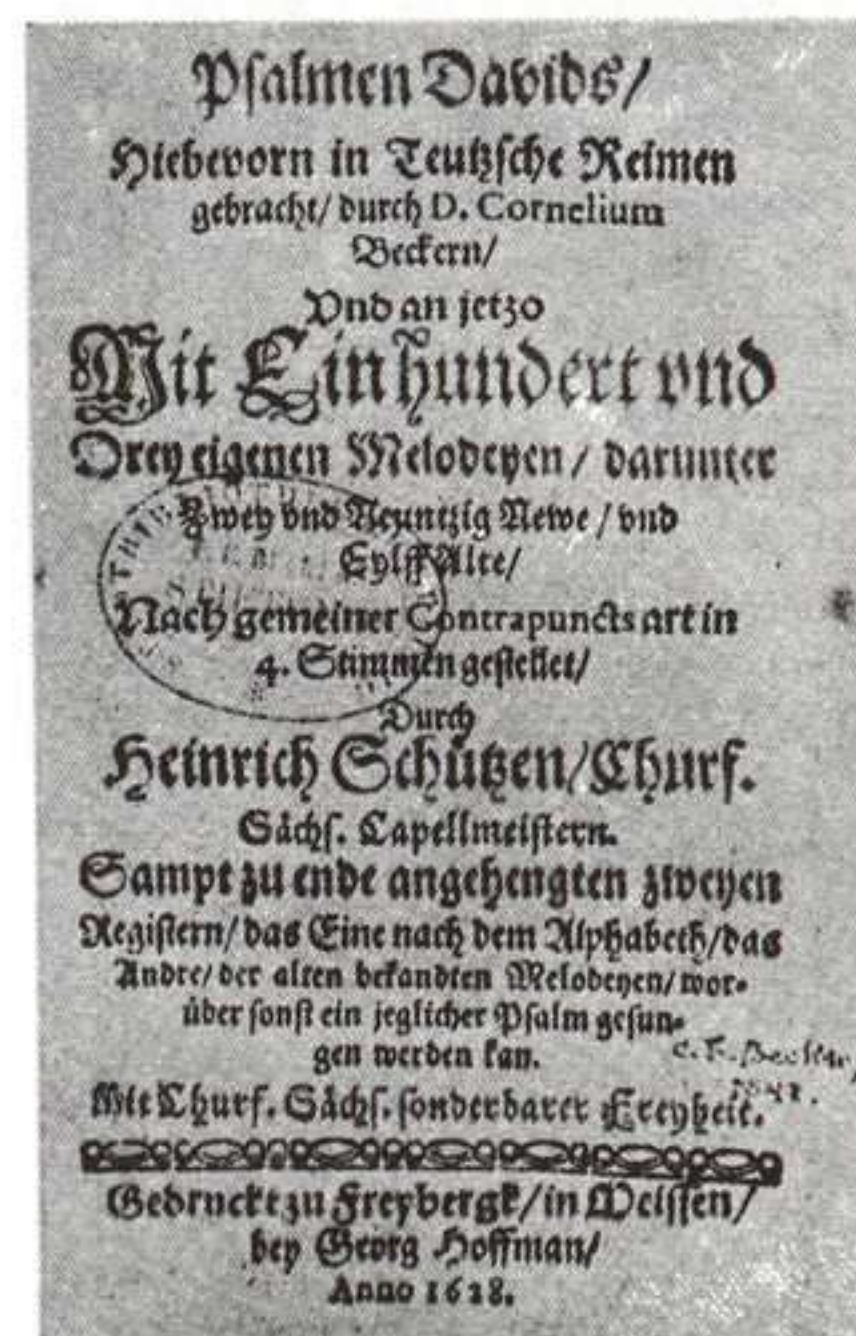 Psalmen Davids/
Hiebevorn in Teutzsche Reimen
gebracht/ durch D. Cornelium
Beckern/
Vnd an jetzo
Mit Ein hundert vnd
Drey eigenen Melodeyen/ darunter
Zwey vnd Neuntzig Newe / vnd
Eylff Alte/
Nach gemeiner Contrapuncts art in
4. Stimmen gestellet/
Durch
Heinrich Schützen/Churf.
Sächs. Capellmeistern.
Sampt zu ende angehengten zweyen
Registern/ das Eine nach dem Alphabeth/das
Andre/ der alten bekandten Melodeyen/ wor-
über sonst ein jeglicher Psalm gesun-
gen werden kan.
Mit Churf. Sächs. sonderbarer Freyheit.
Gedruckt zu Freybergk/in Meissen/
bey Georg Hoffman/
Anno 1628.